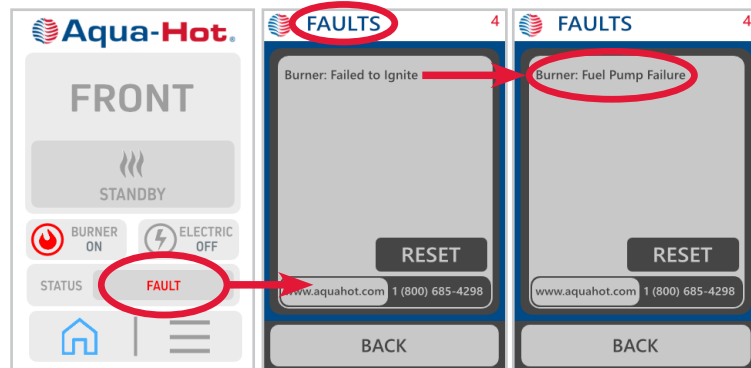 Aqua-Hot.
FRONT
STANDBY
BURNER
ON
ELECTRIC
OFF
STATUS
FAULT
FAULTS
4
Burner: Failed to Ignite
RESET
www.aquahot.com
1 (800) 685-4298
BACK
FAULTS
4
Burner: Fuel Pump Failure
RESET
www.aquahot.com
1 (800) 685-4298
BACK